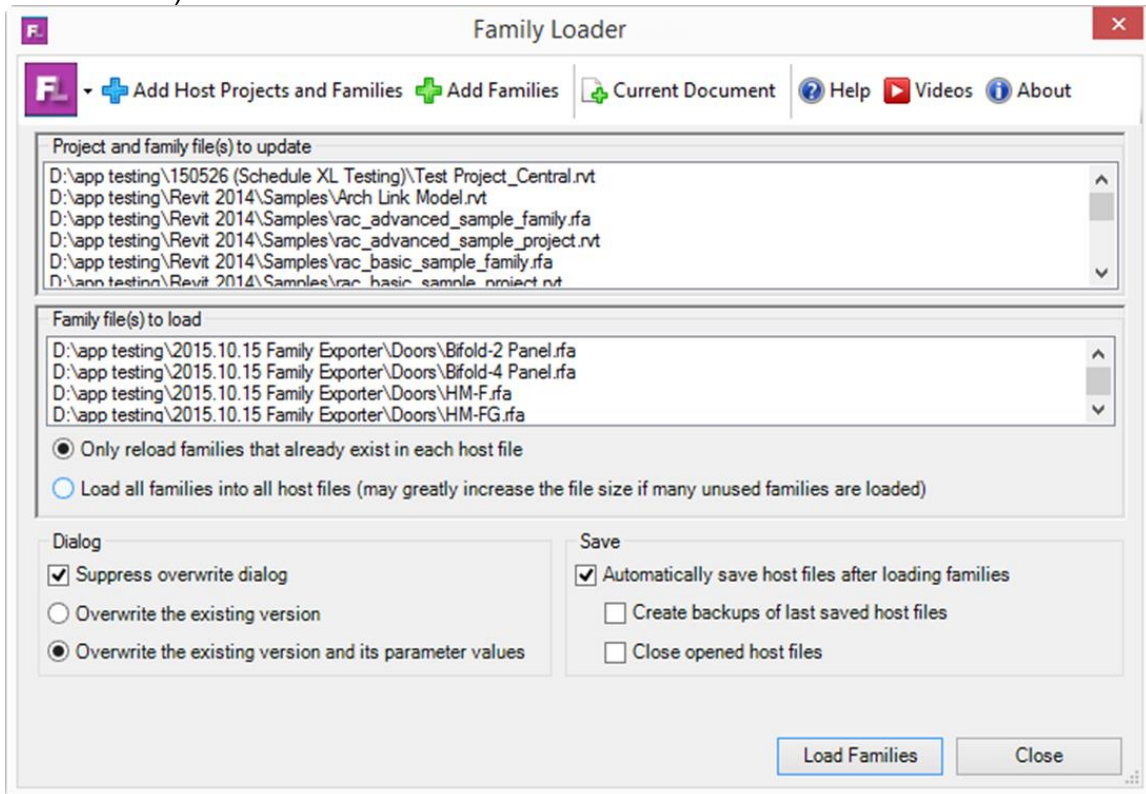 Family Loader
FL
Add Host Projects and Families Add Families Current Document Help Videos About
Project and family file(s) to update
D:\app testing\150526 (Schedule XL Testing)\Test Project_Central.rvt
D:\app testing\Revit 2014\Samples\Arch Link Model.rvt
D:\app testing\Revit 2014\Samples\rac_advanced_sample_family.rfa
D:\app testing\Revit 2014\Samples\rac_advanced_sample_project.rvt
D:\app testing\Revit 2014\Samples\rac_basic_sample_family.rfa
D:\app testing\Revit 2014\Samples\rac_basic_sample_project.rvt
Family file(s) to load
D:\app testing\2015.10.15 Family Exporter\Doors\Bifold-2 Panel.rfa
D:\app testing\2015.10.15 Family Exporter\Doors\Bifold-4 Panel.rfa
D:\app testing\2015.10.15 Family Exporter\Doors\HM-F.rfa
D:\app testing\2015.10.15 Family Exporter\Doors\HM-FG.rfa
Only reload families that already exist in each host file
Load all families into all host files (may greatly increase the file size if many unused families are loaded)
Dialog
Suppress overwrite dialog
Overwrite the existing version
Overwrite the existing version and its parameter values
Save
Automatically save host files after loading families
Create backups of last saved host files
Close opened host files
Load Families Close